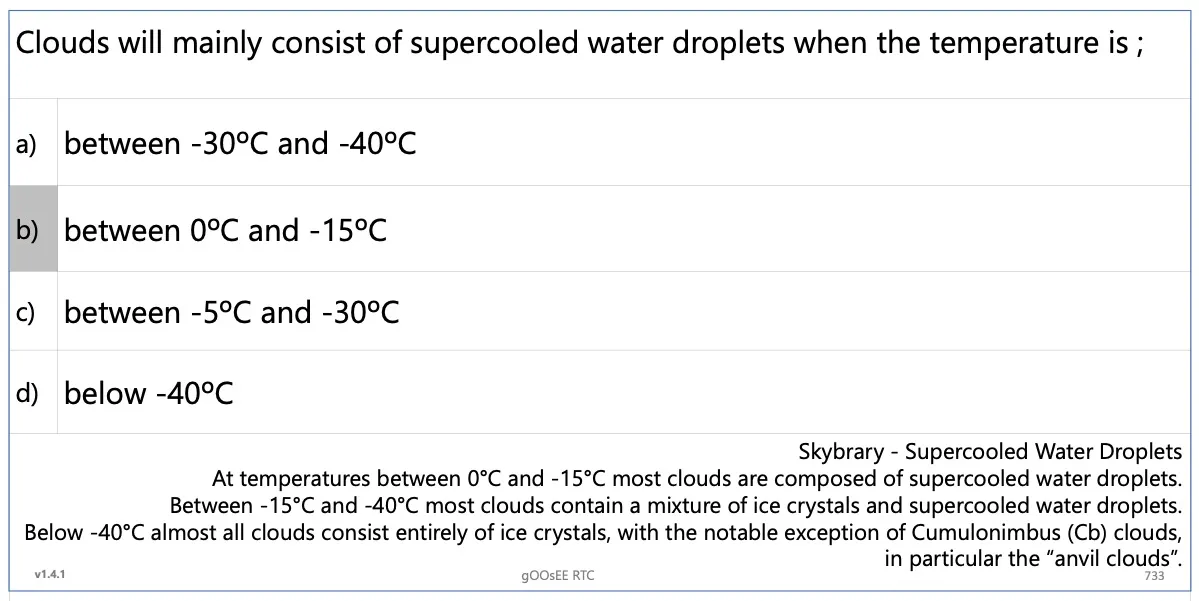 Clouds will mainly consist of supercooled water droplets when the temperature is ;
a) between -30ºC and -40ºC
b) between 0ºC and -15ºC
c) between -5ºC and -30ºC
d) below -40ºC
Skybrary - Supercooled Water Droplets
At temperatures between 0°C and -15°C most clouds are composed of supercooled water droplets.
Between -15°C and -40°C most clouds contain a mixture of ice crystals and supercooled water droplets.
Below -40°C almost all clouds consist entirely of ice crystals, with the notable exception of Cumulonimbus (Cb) clouds,
in particular the “anvil clouds”.
v1.4.1 gOOsEE RTC 733